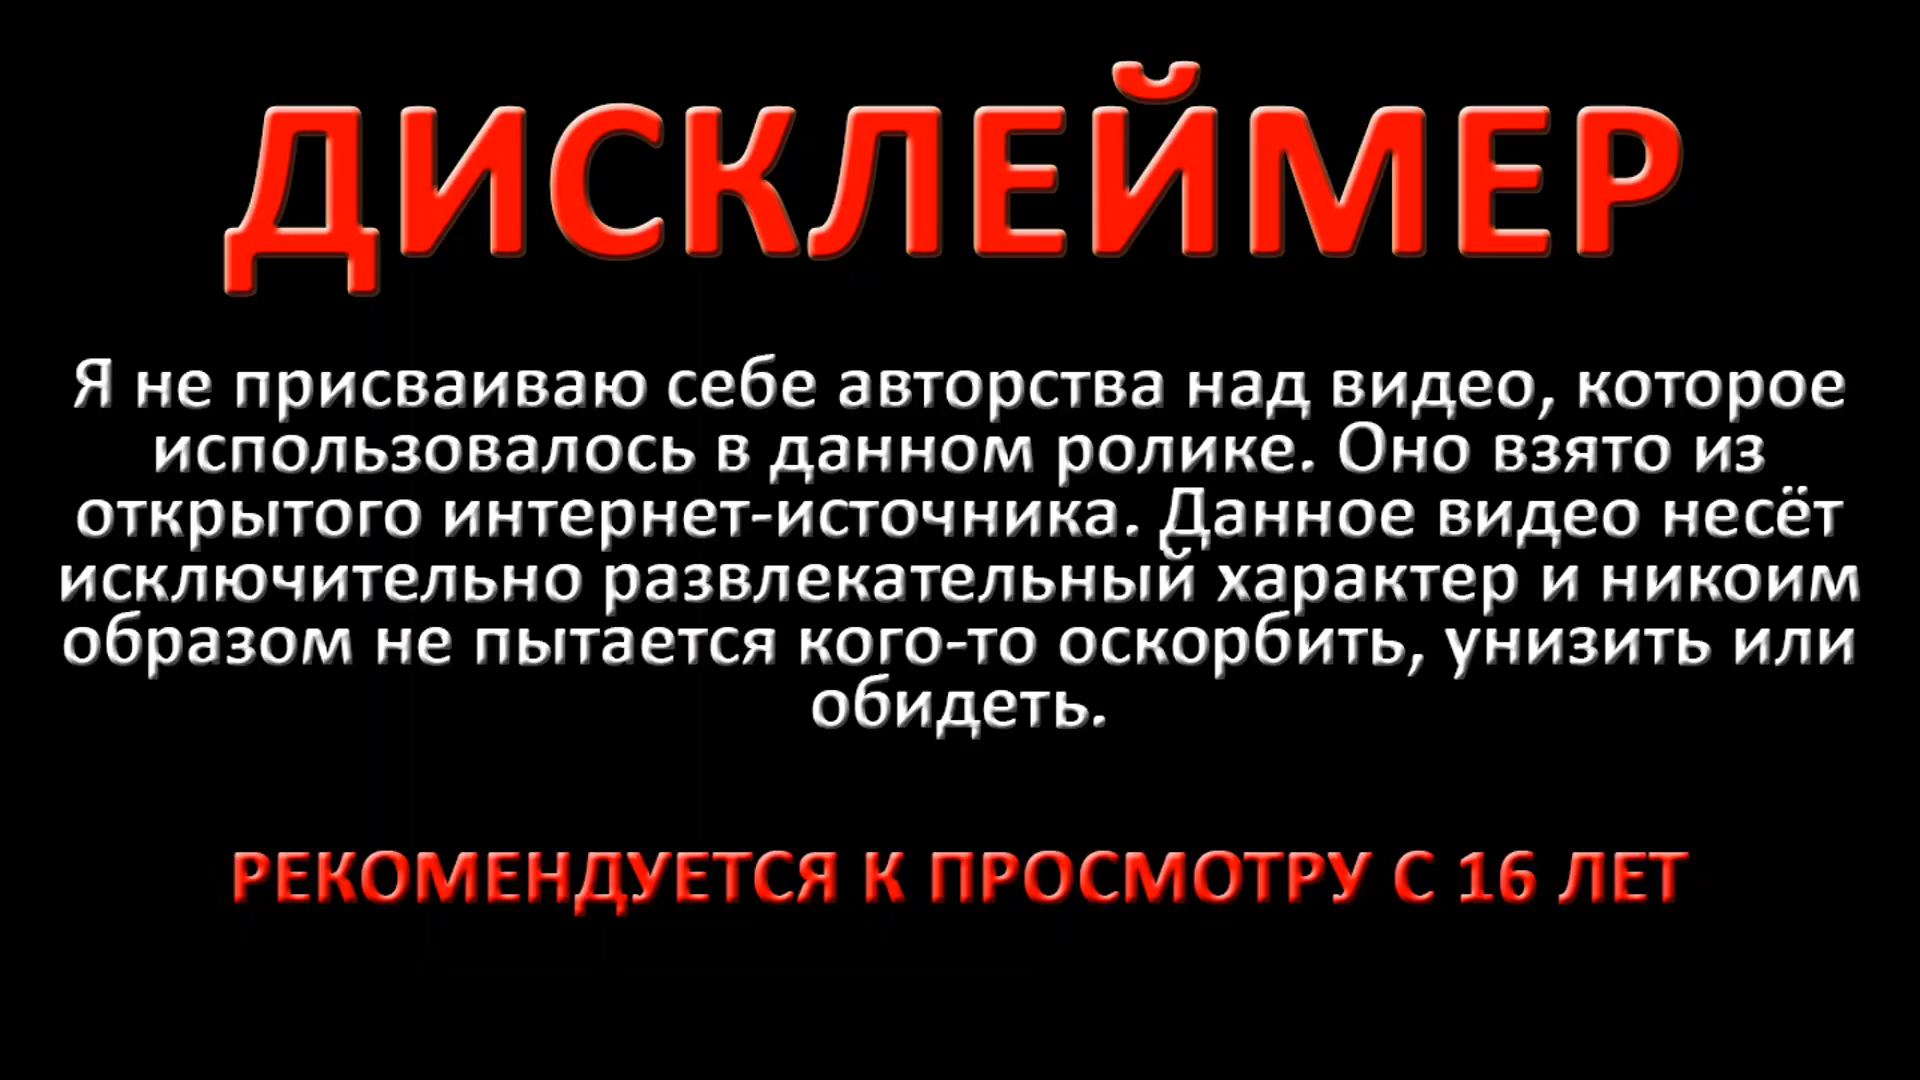 ДИСКЛЕЙМЕР
Я не присваиваю себе авторства над видео, которое
использовалось в данном ролике. Оно взято из
открытого интернет-источника. Данное видео несёт
исключительно развлекательный характер и никоим
образом не пытается кого-то оскорбить, унизить или
обидеть.
РЕКОМЕНДУЕТСЯ К ПРОСМОТРУ С 16 ЛЕТ